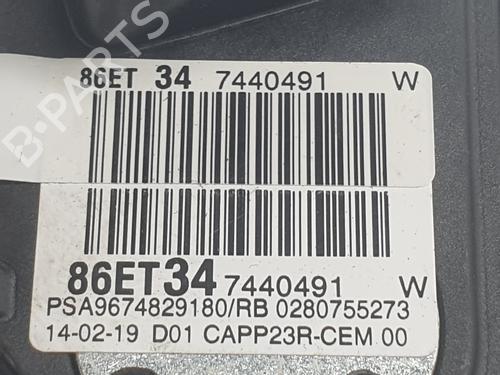 86ET 34 7440491 W
B-PARTS
86ET34 7440491 W
PSA9674829180/RB 0280755273
14-02-19 D01 CAPP23R-CEM 00